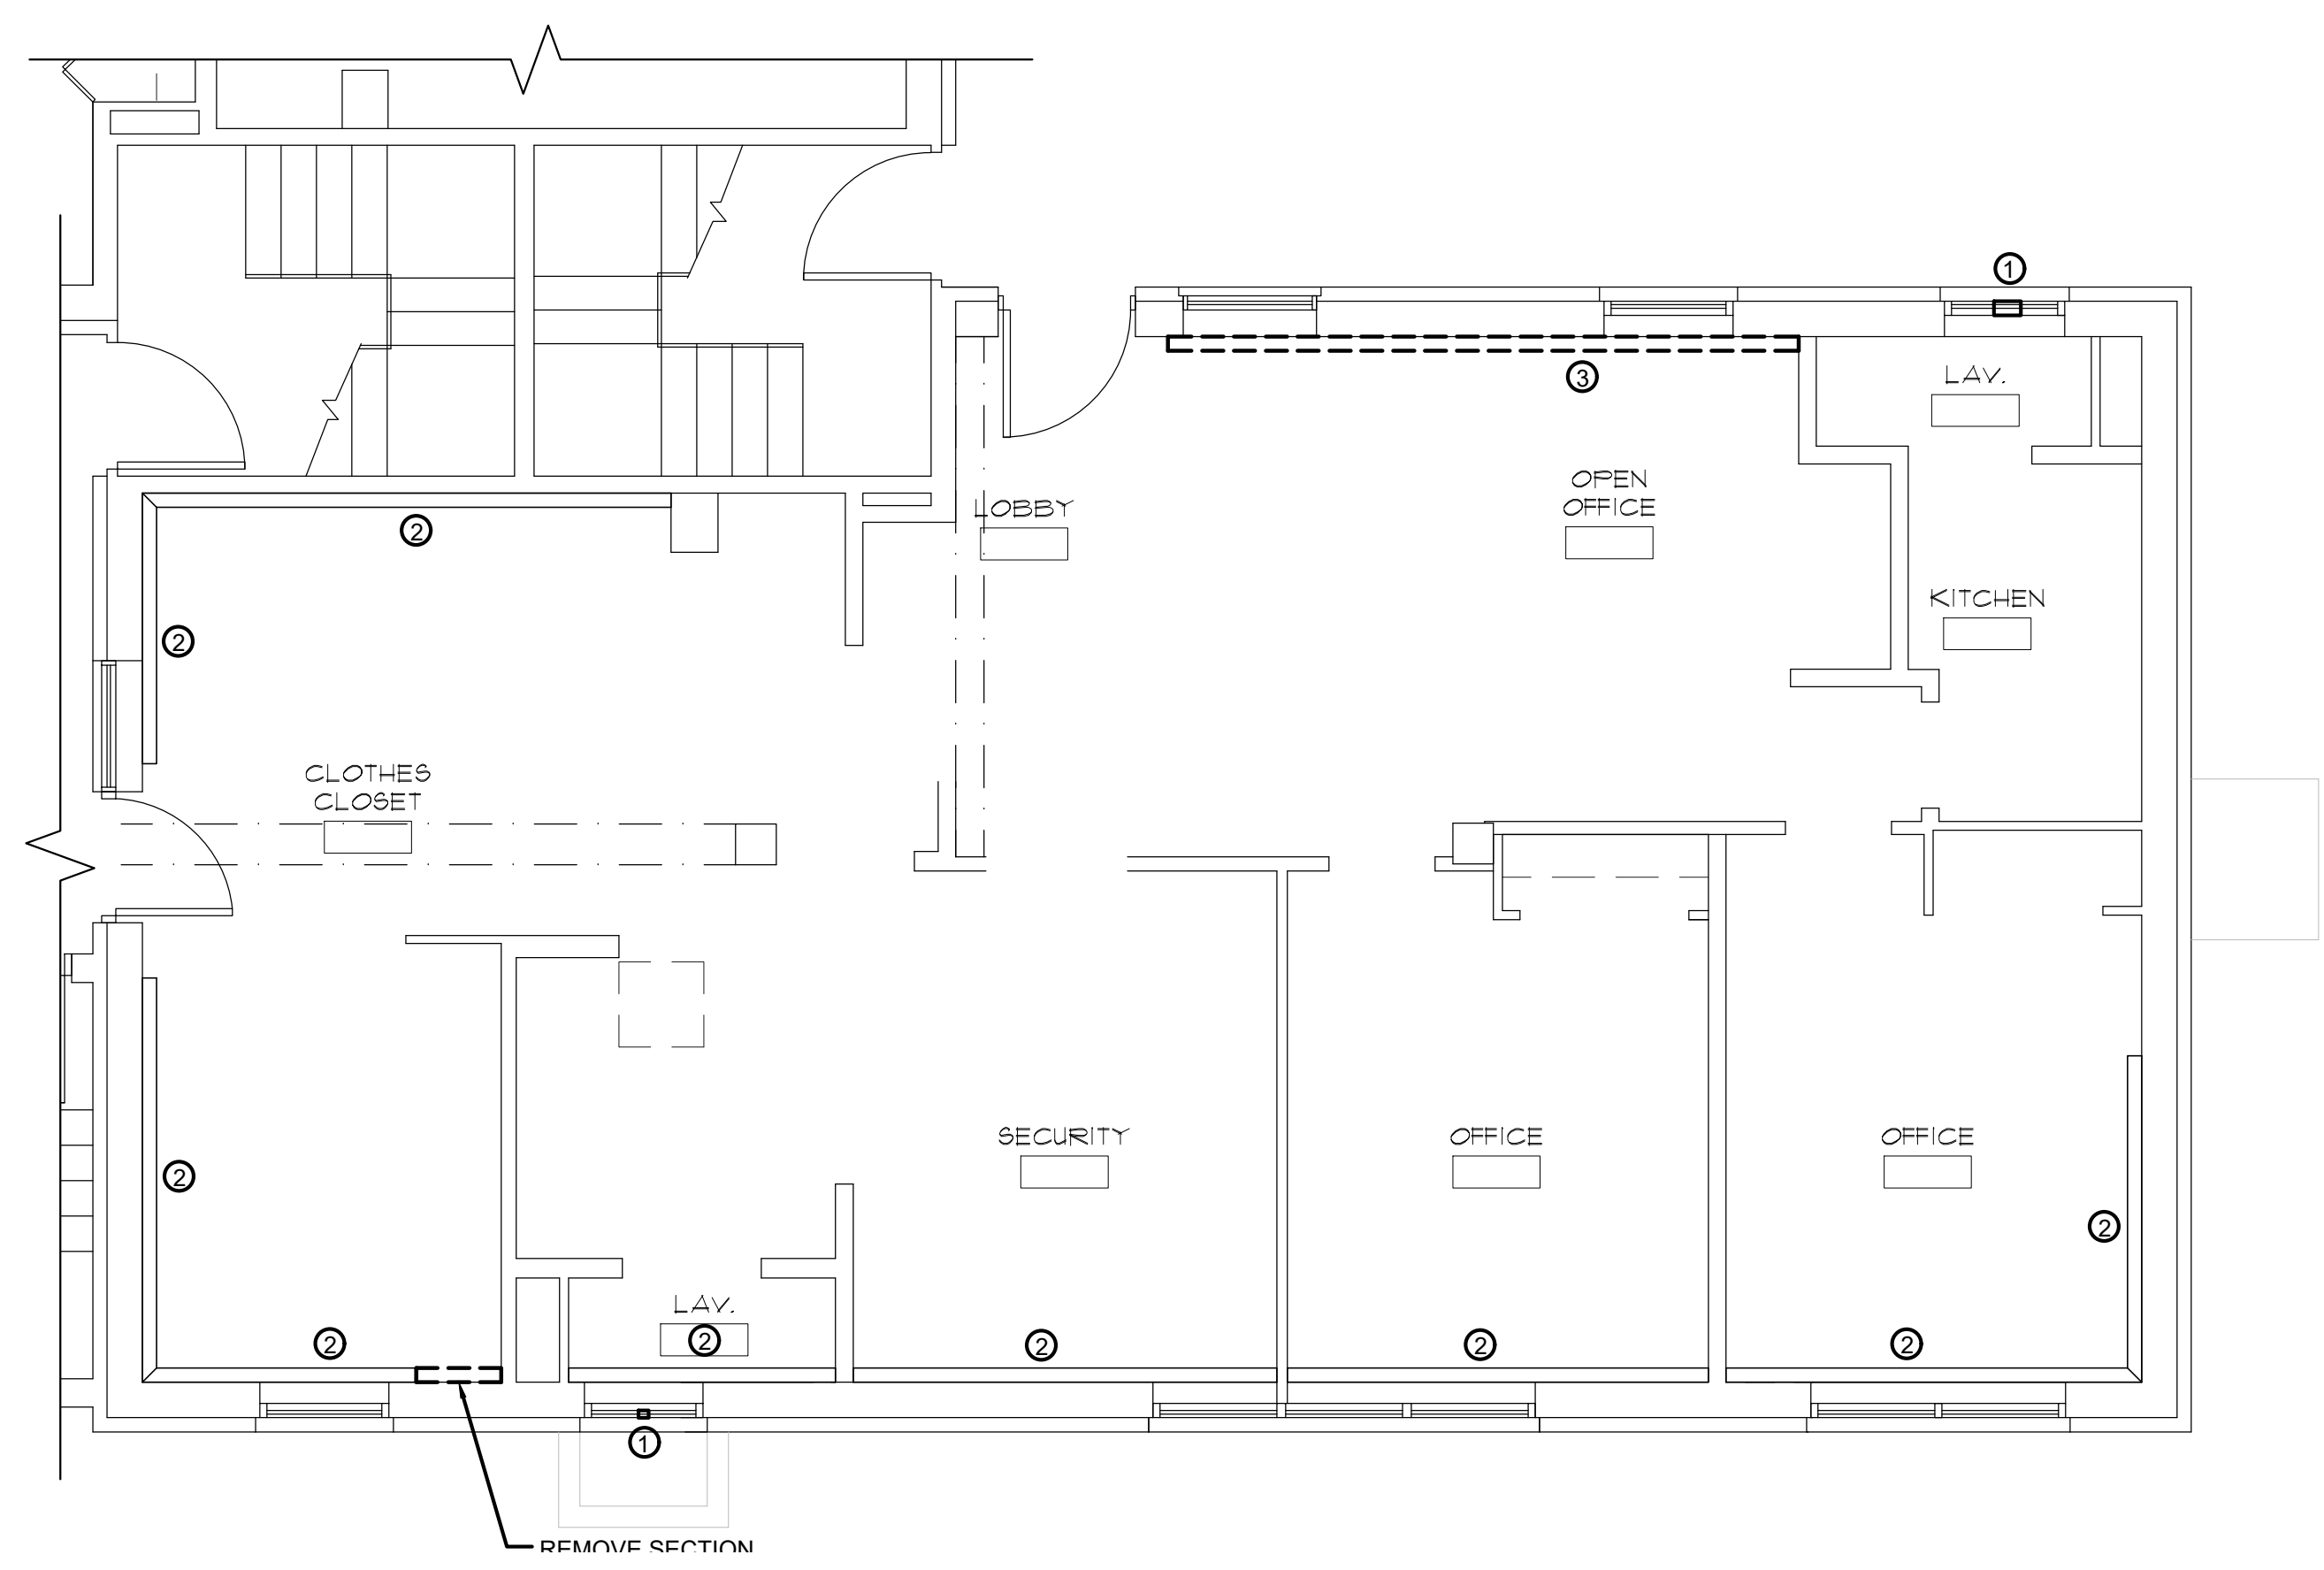 1
3
LAV.
OPEN
OFFICE
LOBBY
2
KITCHEN
2
CLOTHES
CLOSET
SECURITY
OFFICE
OFFICE
2
2
LAV.
2
2
2
2
2
1
REMOVE SECTION